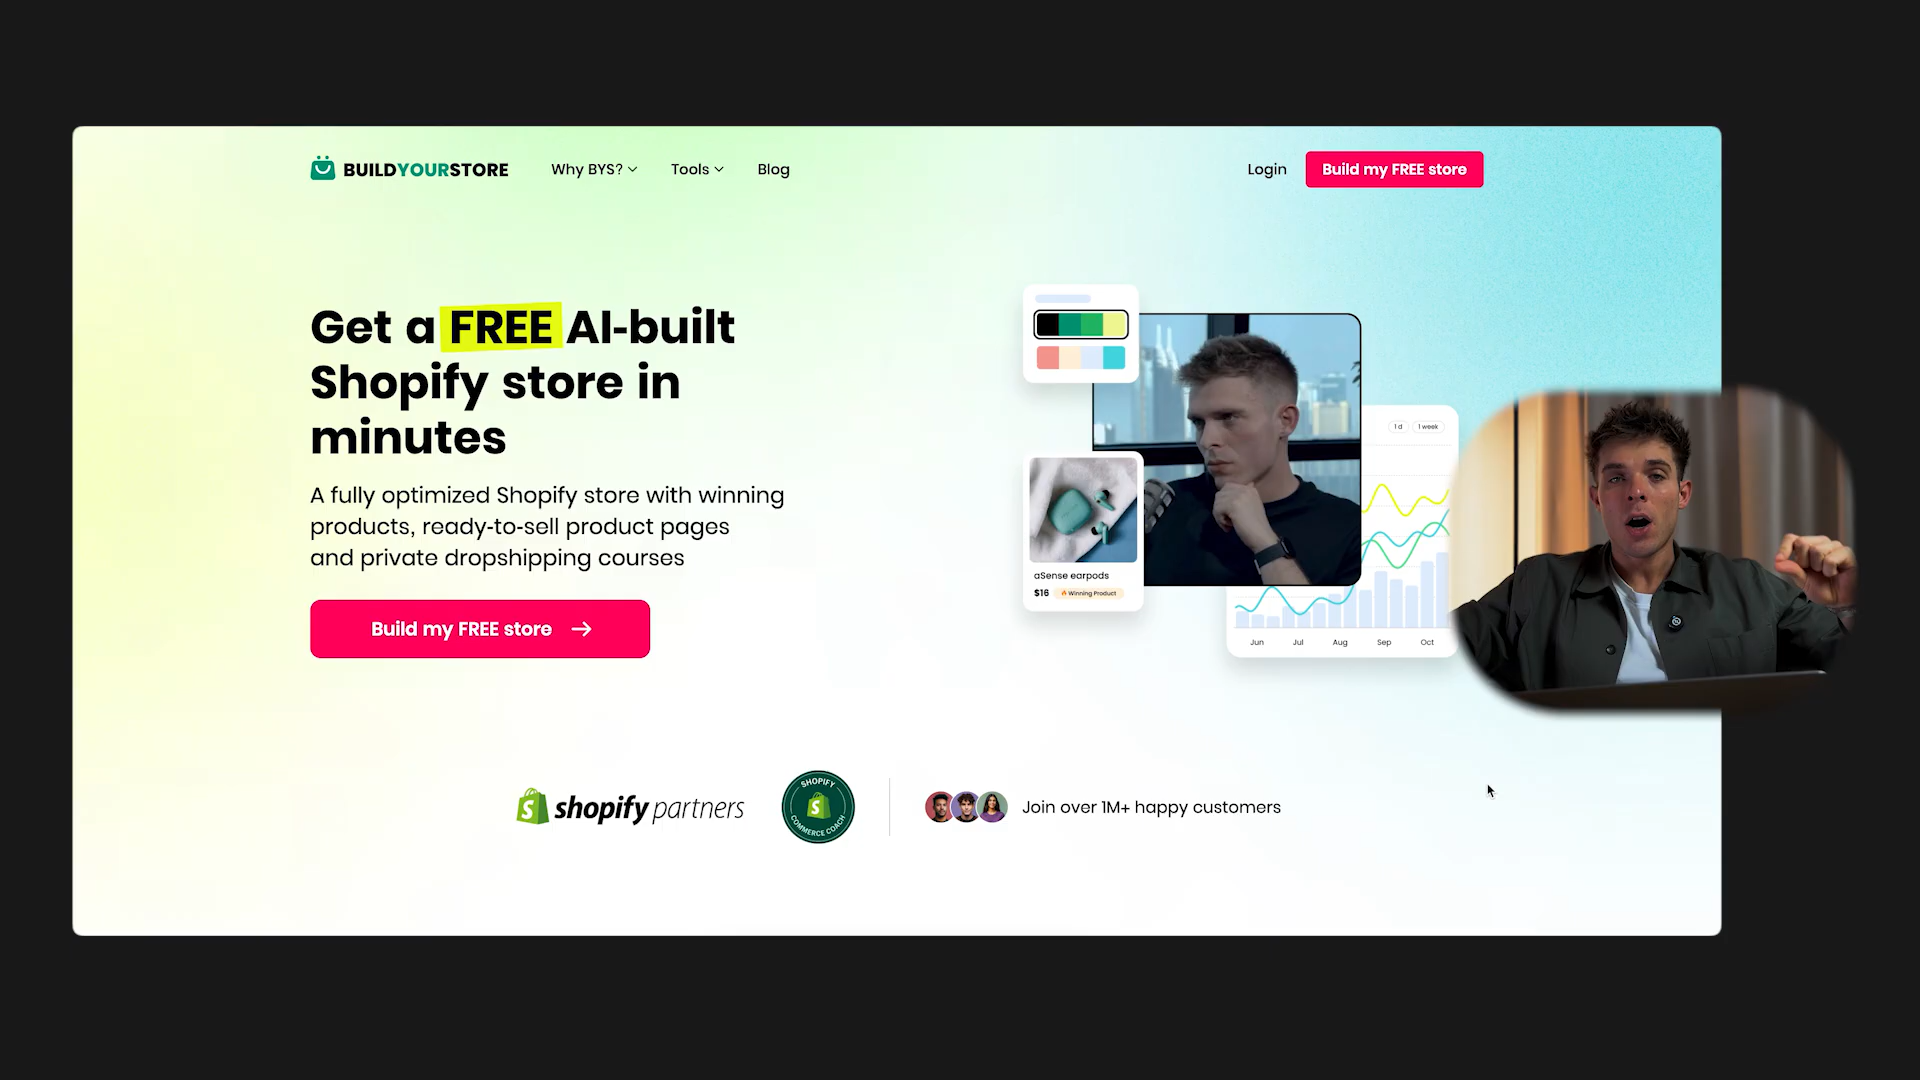 BUILDYOURSTORE
Why BYS?
Tools
Blog
Login
Build my FREE store
Get a FREE AI-built
Shopify store in
minutes
A fully optimized Shopify store with winning
products, ready-to-sell product pages
and private dropshipping courses
Build my FREE store
1 d
1 week
aSense earpods
$16
Winning Product
Jun
Jul
Aug
Sep
Oct
shopify partners
SHOPIFY
COMMERCE COACH
Join over 1M+ happy customers